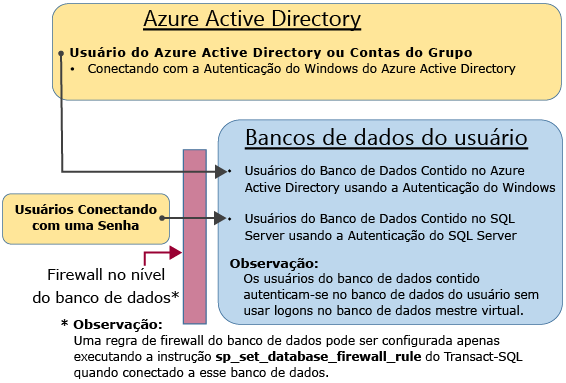 Azure Active Directory
Usuário do Azure Active Directory ou Contas do Grupo
• Conectando com a Autenticação do Windows do Azure Active Directory
Bancos de dados do usuário
• Usuários do Banco de Dados Contido no Azure
Active Directory usando a Autenticação do Windows
Usuários Conectando
com uma Senha
• Usuários do Banco de Dados Contido no SQL
Server usando a Autenticação do SQL Server
Observação:
Os usuários do banco de dados contido
autenticam-se no banco de dados do usuário sem
usar logons no banco de dados mestre virtual.
Firewall no nível
do banco de dados*
* Observação:
Uma regra de firewall do banco de dados pode ser configurada apenas
executando a instrução sp_set_database_firewall_rule do Transact-SQL
quando conectado a esse banco de dados.